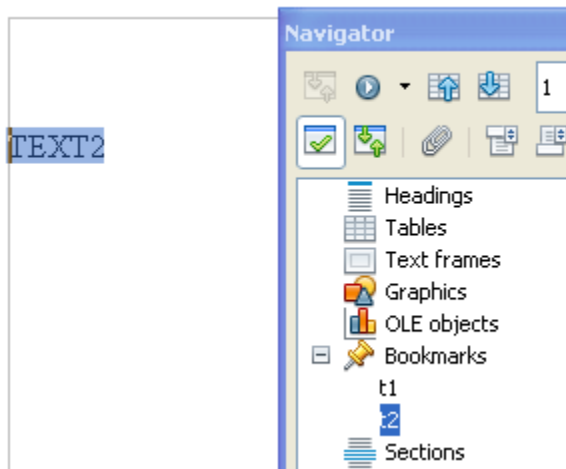 Navigator
1
TEXT2
Headings
Tables
Text frames
Graphics
OLE objects
Bookmarks
t1
t2
Sections